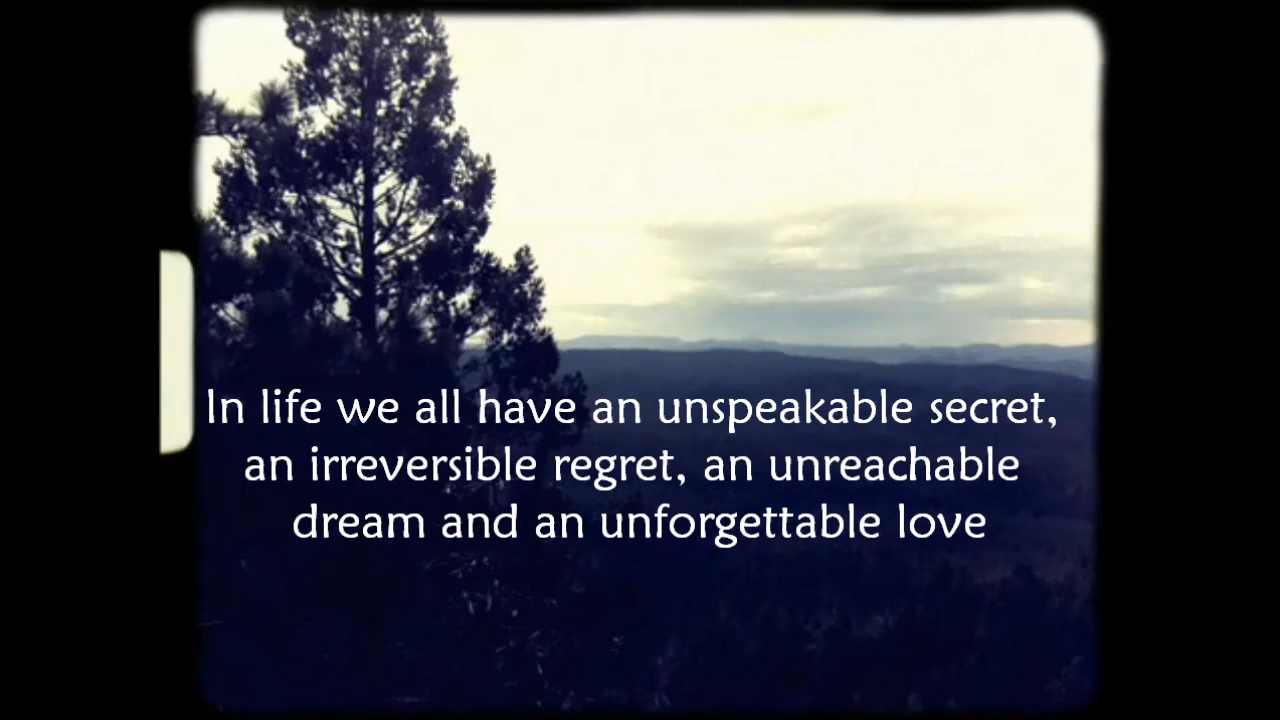 In life we all have an unspeakable secret,
an irreversible regret, an unreachable
dream and an unforgettable love